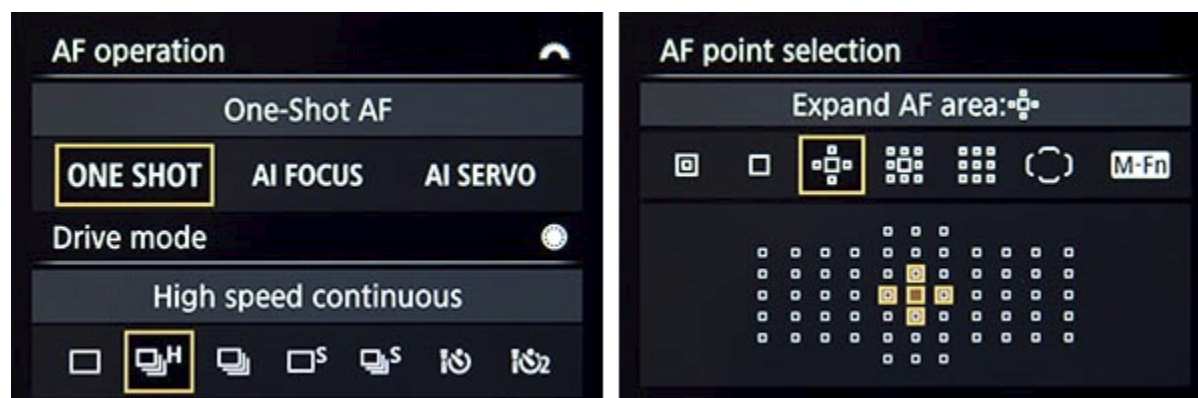 AF operation
One-Shot AF
ONE SHOT AI FOCUS AI SERVO
Drive mode
High speed continuous
H S S 2
AF point selection
Expand AF area:
M-Fn